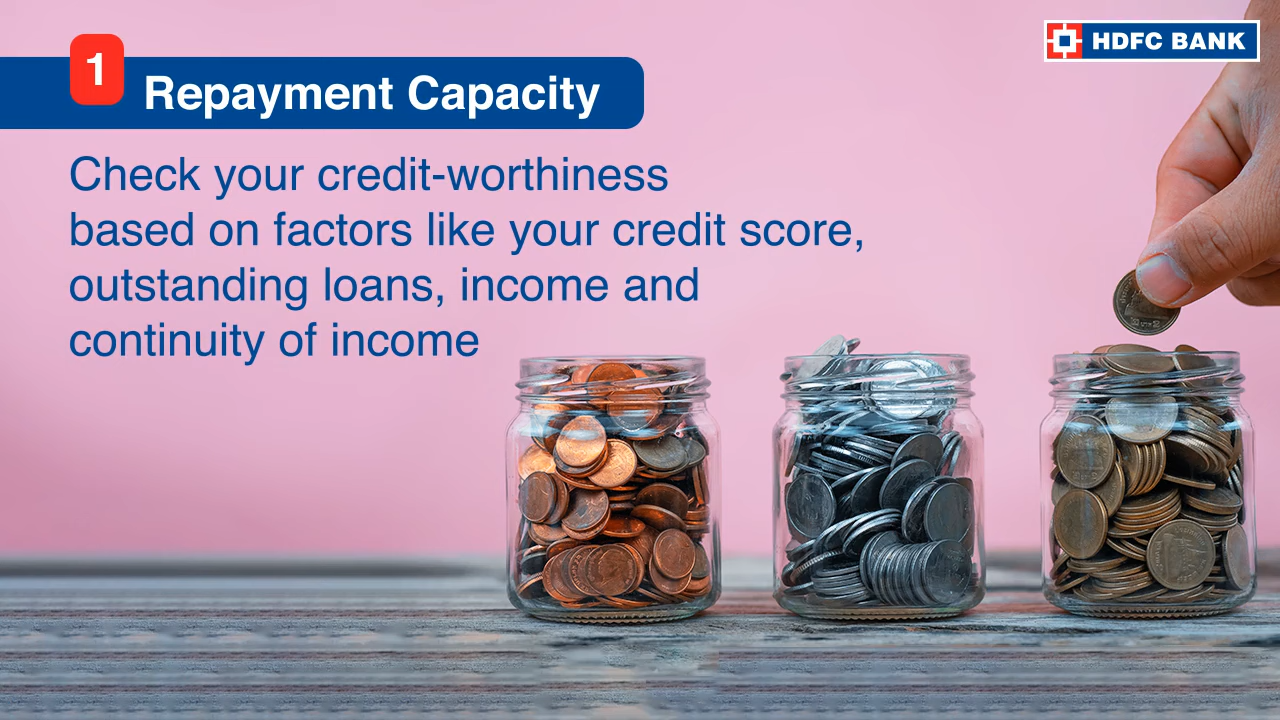 HDFC BANK
1
Repayment Capacity
Check your credit-worthiness
based on factors like your credit score,
outstanding loans, income and
continuity of income